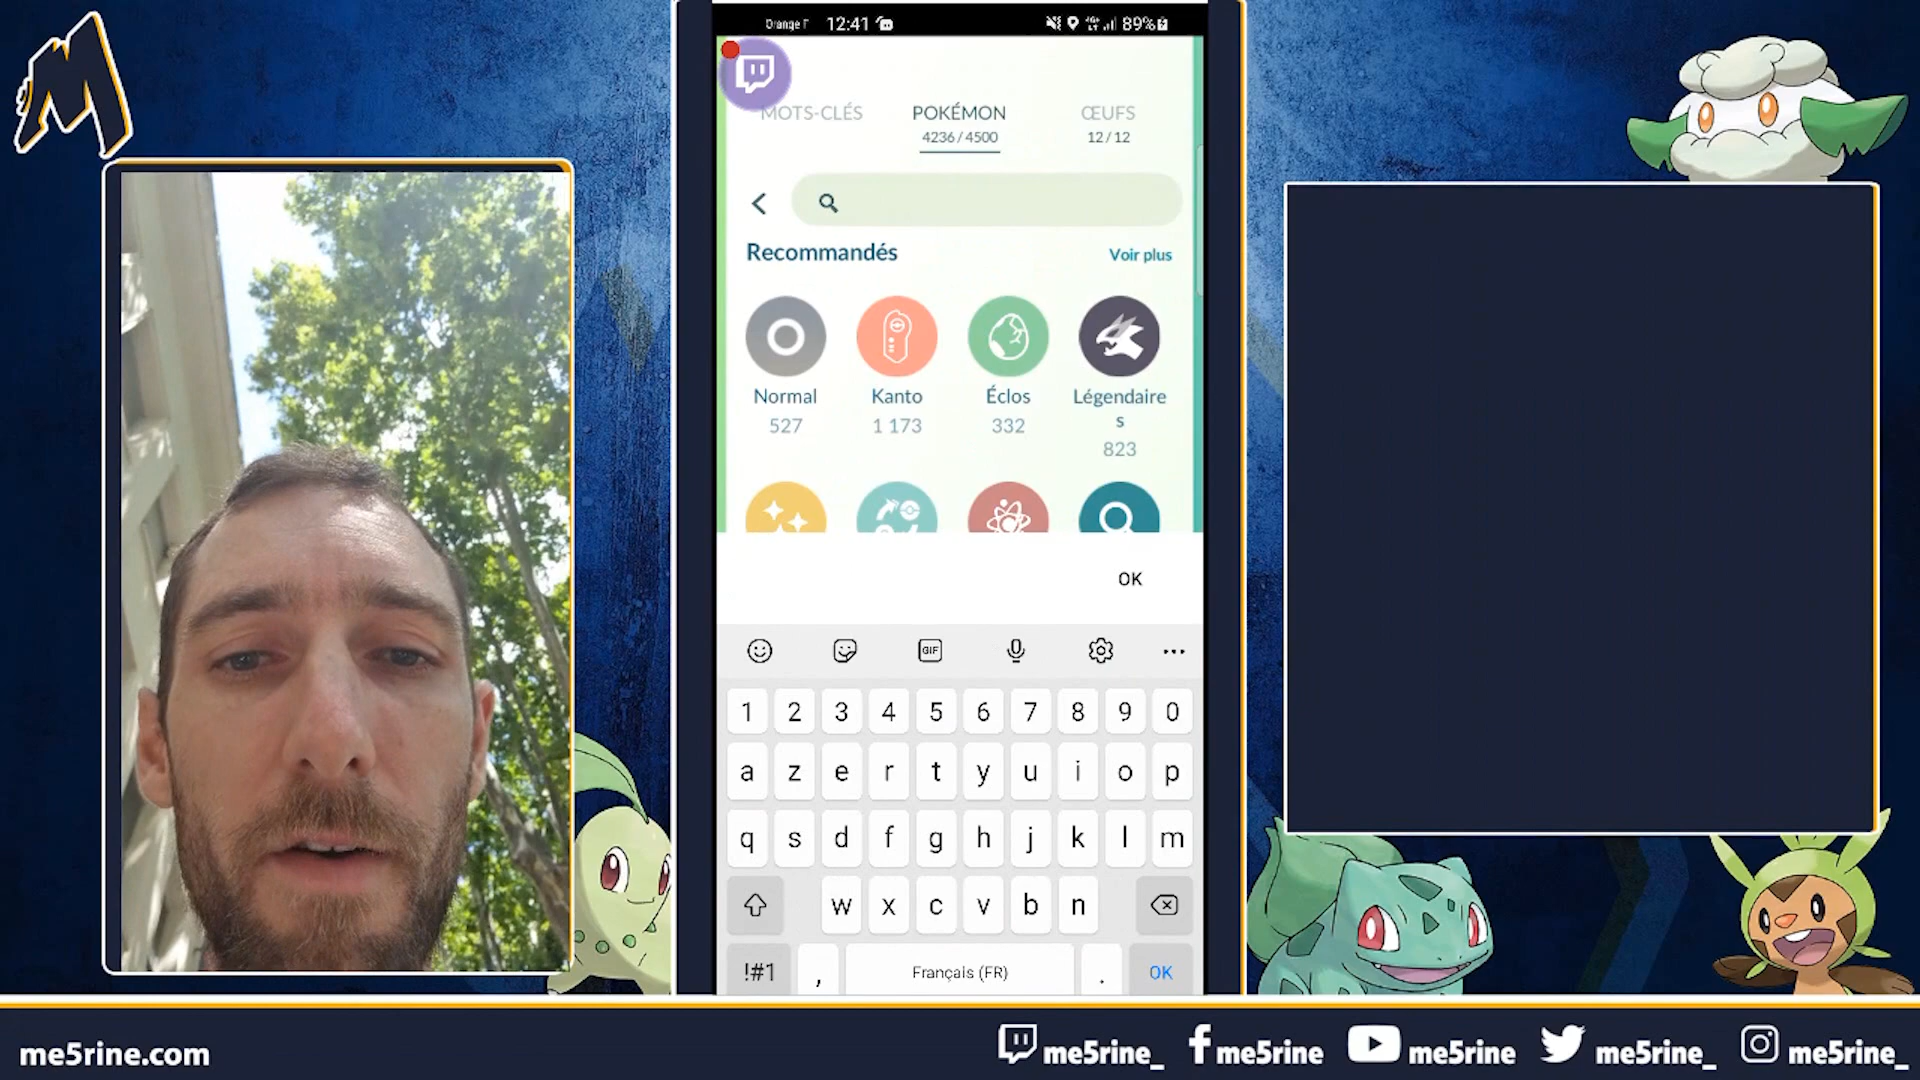 Orange F 12:41 89%
MOTS-CLÉS POKÉMON ŒUFS
4236 / 4500 12 / 12
Recommandés Voir plus
Normal Kanto Éclos Légendaire
s
527 1 173 332
823
OK
GIF
1 2 3 4 5 6 7 8 9 0
a z e r t y u i o p
q s d f g h j k l m
w x c v b n
!#1 , Français (FR) . OK
me5rine.com me5rine_ me5rine me5rine me5rine_ me5rine_